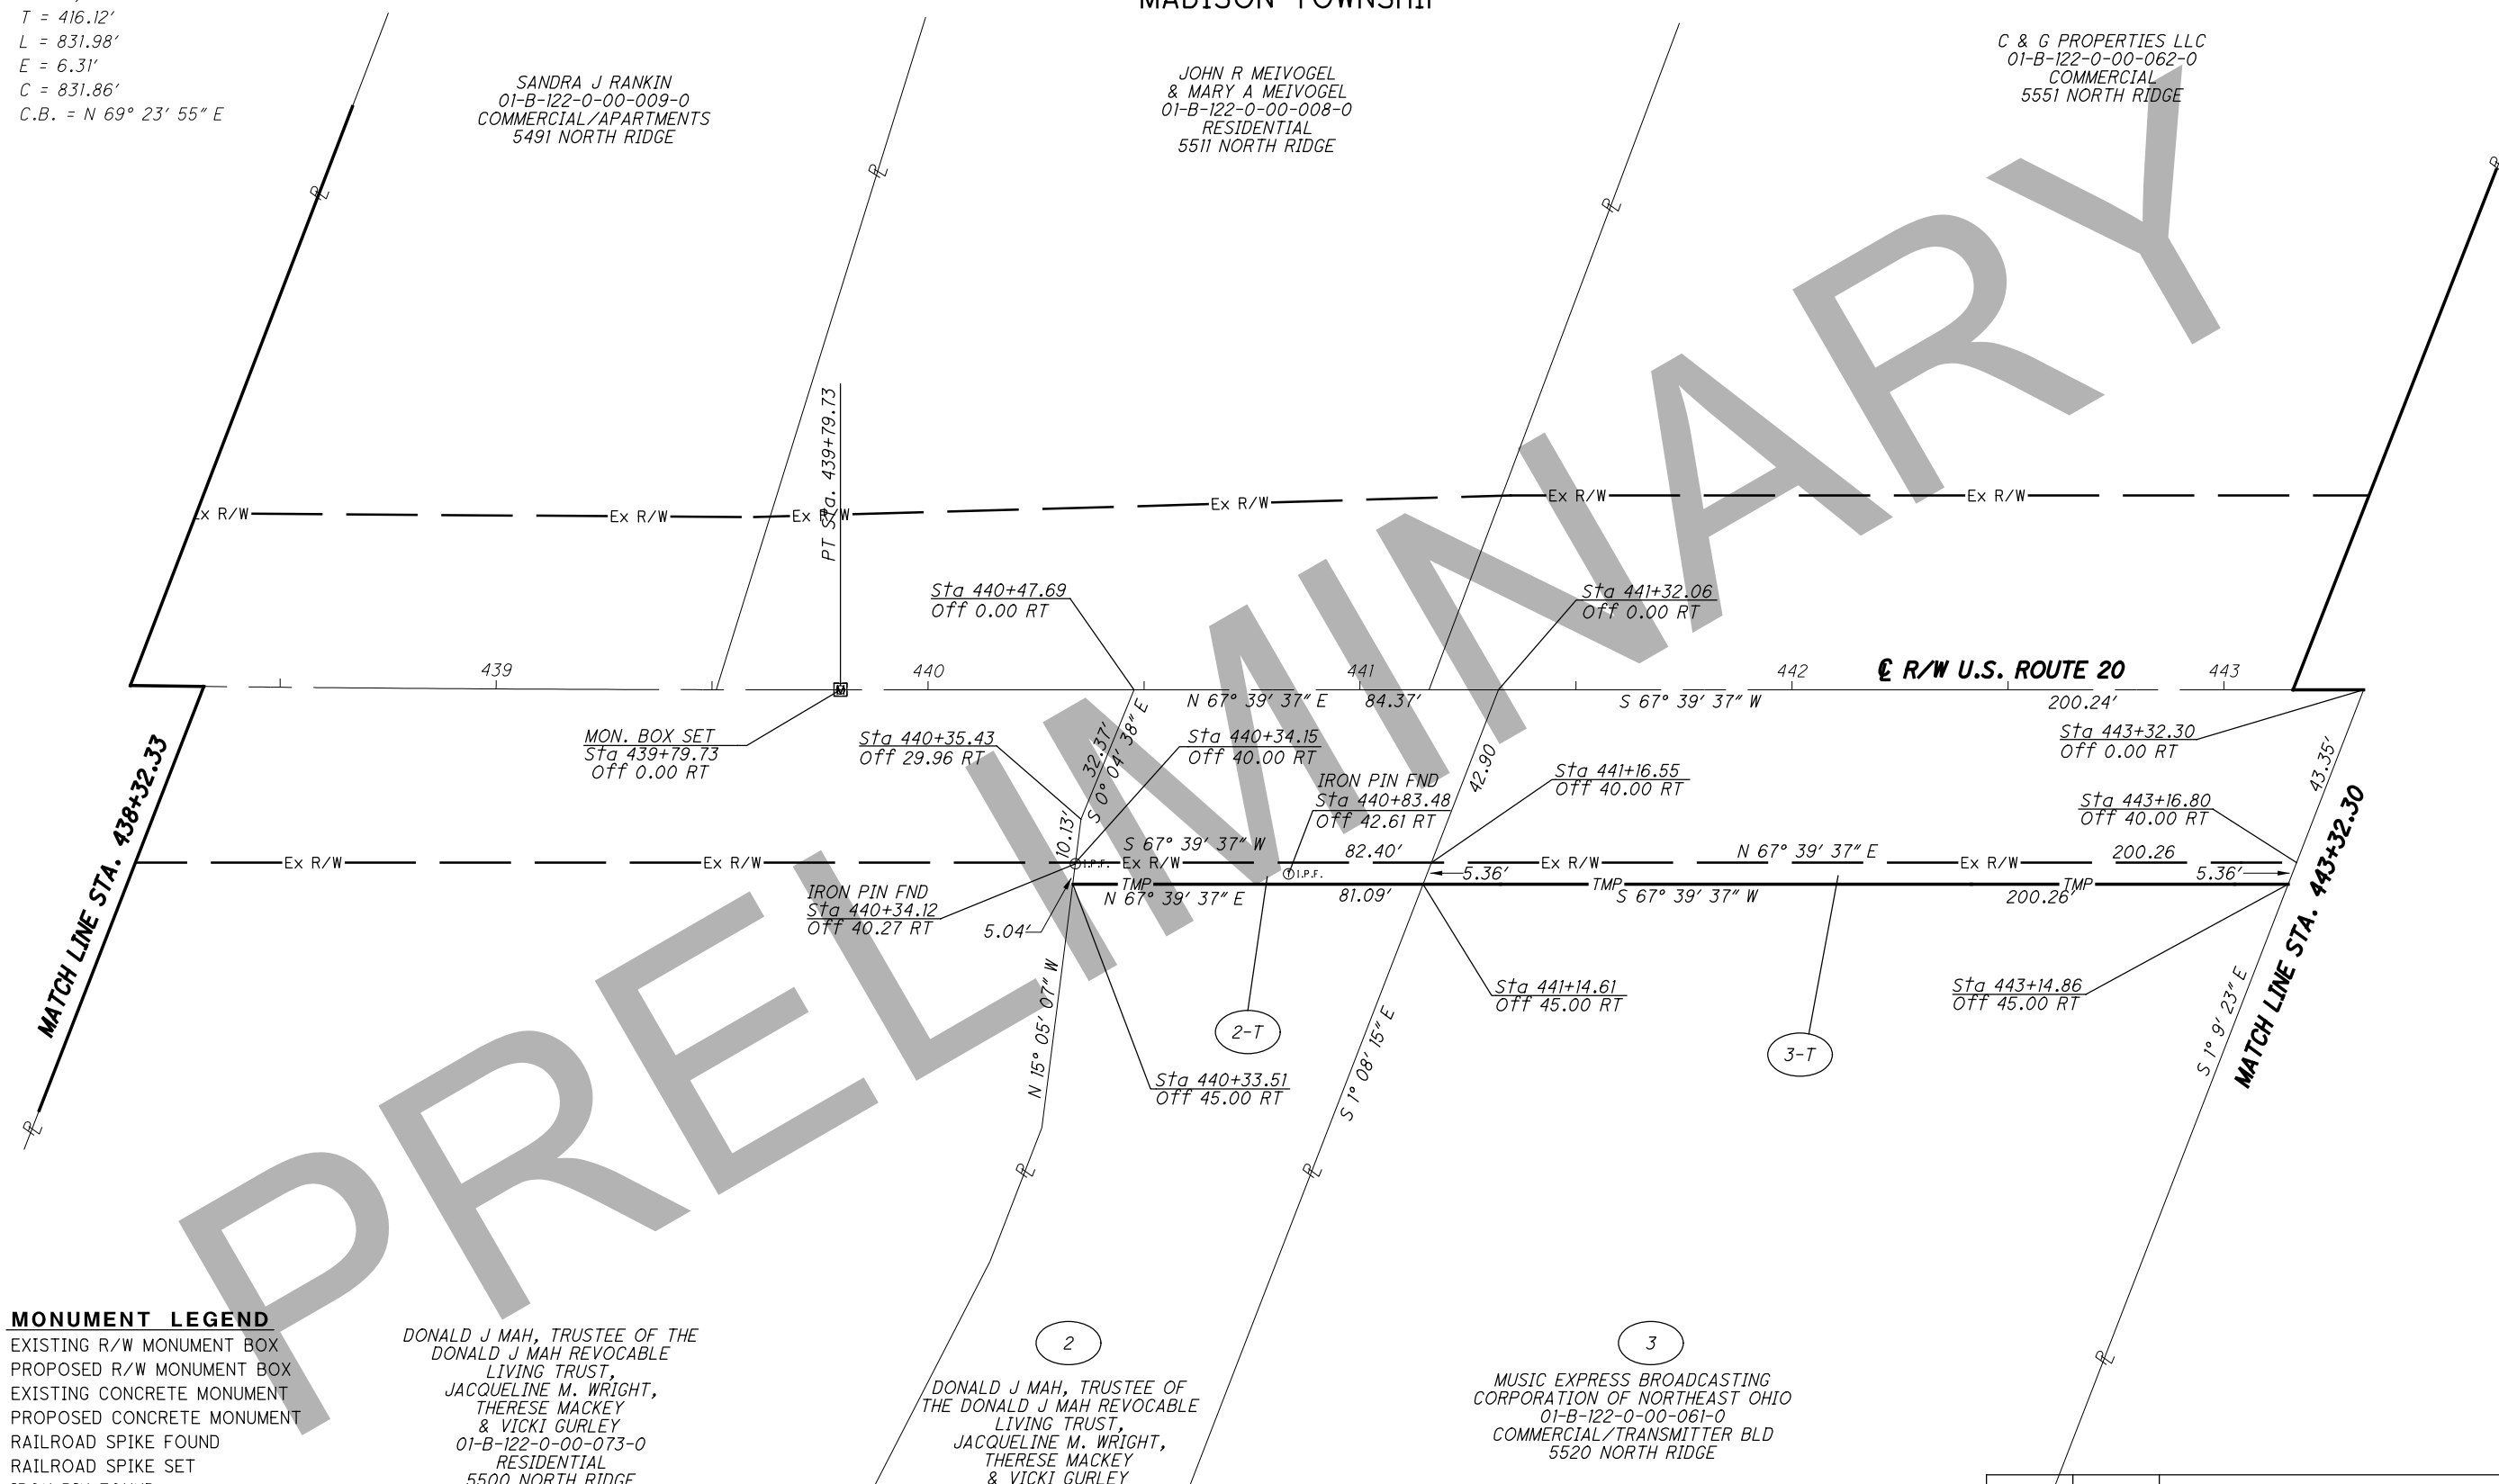 T = 416.12'
L = 831.98'
E = 6.31'
C = 831.86'
C.B. = N 69° 23' 55" E
MADISON TOWNSHIP
SANDRA J RANKIN
01-B-122-0-00-009-0
COMMERCIAL/APARTMENTS
5491 NORTH RIDGE
JOHN R MEIVOGEL
& MARY A MEIVOGEL
01-B-122-0-00-008-0
RESIDENTIAL
5511 NORTH RIDGE
C & G PROPERTIES LLC
01-B-122-0-00-062-0
COMMERCIAL
5551 NORTH RIDGE
PL
PL
PL
PL
PRELIMINARY
PT Sta. 439+79.73
Ex R/W
Ex R/W
Ex R/W
Ex R/W
Ex R/W
Ex R/W
Sta 440+47.69
Off 0.00 RT
Sta 441+32.06
Off 0.00 RT
439
440
441
442
CL R/W U.S. ROUTE 20
443
M
N 67° 39' 37" E
84.37'
S 67° 39' 37" W
200.24'
MON. BOX SET
Sta 439+79.73
Off 0.00 RT
Sta 440+35.43
Off 29.96 RT
32.37'
S 0° 04' 38" E
Sta 440+34.15
Off 40.00 RT
IRON PIN FND
Sta 440+83.48
Off 42.61 RT
42.90
Sta 441+16.55
Off 40.00 RT
Sta 443+32.30
Off 0.00 RT
43.35'
Sta 443+16.80
Off 40.00 RT
MATCH LINE STA. 438+32.33
MATCH LINE STA. 443+32.30
10.13'
S 67° 39' 37" W
82.40'
N 67° 39' 37" E
200.26
Ex R/W
Ex R/W
I.P.F.
Ex R/W
Ex R/W
Ex R/W
I.P.F.
5.36'
5.36'
TMP
TMP
TMP
N 67° 39' 37" E
81.09'
S 67° 39' 37" W
200.26'
IRON PIN FND
Sta 440+34.12
Off 40.27 RT
5.04'
N 15° 05' 07" W
S 1° 08' 15" E
S 1° 9' 23" E
Sta 441+14.61
Off 45.00 RT
Sta 443+14.86
Off 45.00 RT
2-T
3-T
Sta 440+33.51
Off 45.00 RT
PL
PL
PL
PL
MONUMENT LEGEND
EXISTING R/W MONUMENT BOX
PROPOSED R/W MONUMENT BOX
EXISTING CONCRETE MONUMENT
PROPOSED CONCRETE MONUMENT
RAILROAD SPIKE FOUND
RAILROAD SPIKE SET
DONALD J MAH, TRUSTEE OF THE
DONALD J MAH REVOCABLE
LIVING TRUST,
JACQUELINE M. WRIGHT,
THERESE MACKEY
& VICKI GURLEY
01-B-122-0-00-073-0
RESIDENTIAL
5500 NORTH RIDGE
2
DONALD J MAH, TRUSTEE OF
THE DONALD J MAH REVOCABLE
LIVING TRUST,
JACQUELINE M. WRIGHT,
THERESE MACKEY
& VICKI GURLEY
3
MUSIC EXPRESS BROADCASTING
CORPORATION OF NORTHEAST OHIO
01-B-122-0-00-061-0
COMMERCIAL/TRANSMITTER BLD
5520 NORTH RIDGE